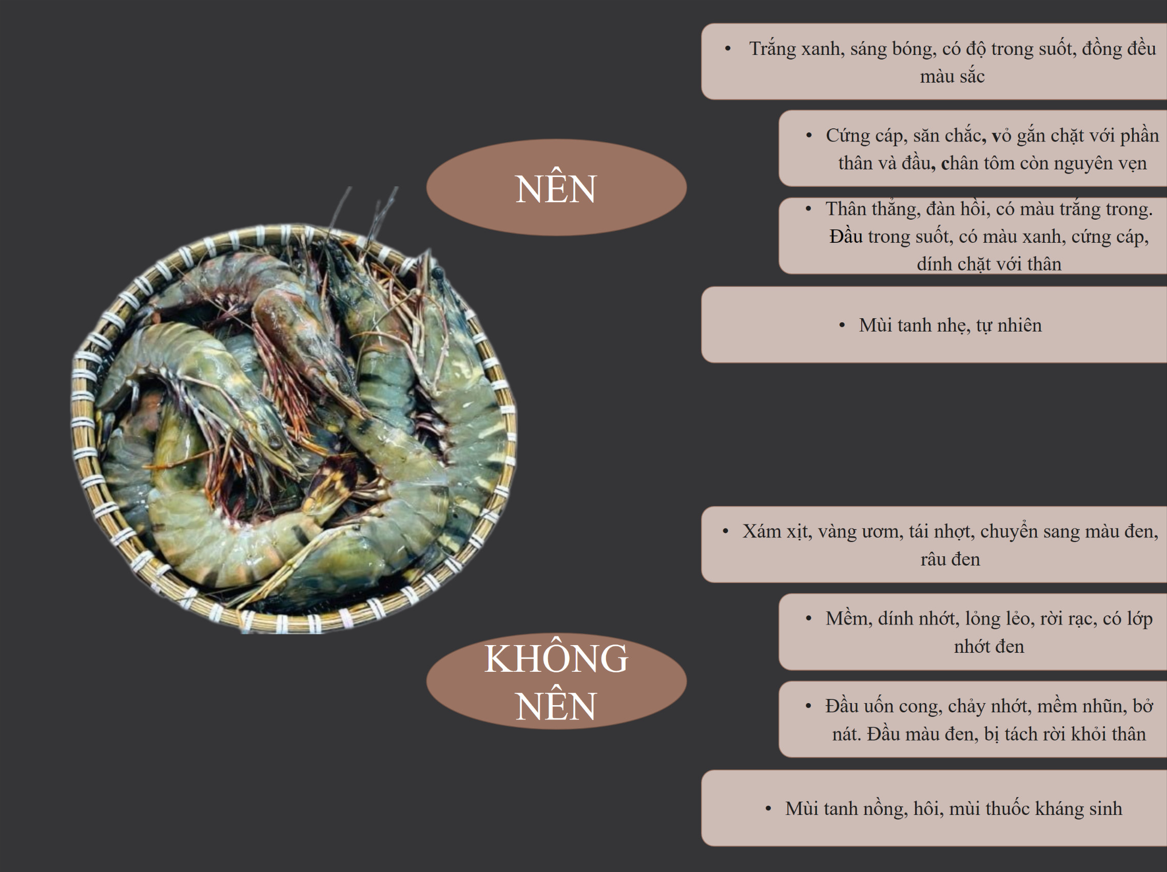 • Trắng xanh, sáng bóng, có độ trong suốt, đồng đều
màu sắc
• Cứng cáp, săn chắc, vỏ gắn chặt với phần
thân và đầu, chân tôm còn nguyên vẹn
NÊN
• Thân thẳng, đàn hồi, có màu trắng trong.
Đầu trong suốt, có màu xanh, cứng cáp,
dính chặt với thân
• Mùi tanh nhẹ, tự nhiên
• Xám xịt, vàng ươm, tái nhợt, chuyển sang màu đen,
râu đen
• Mềm, dính nhớt, lỏng lẻo, rời rạc, có lớp
nhớt đen
KHÔNG
NÊN
• Đầu uốn cong, chảy nhớt, mềm nhũn, bở
nát. Đầu màu đen, bị tách rời khỏi thân
• Mùi tanh nồng, hôi, mùi thuốc kháng sinh